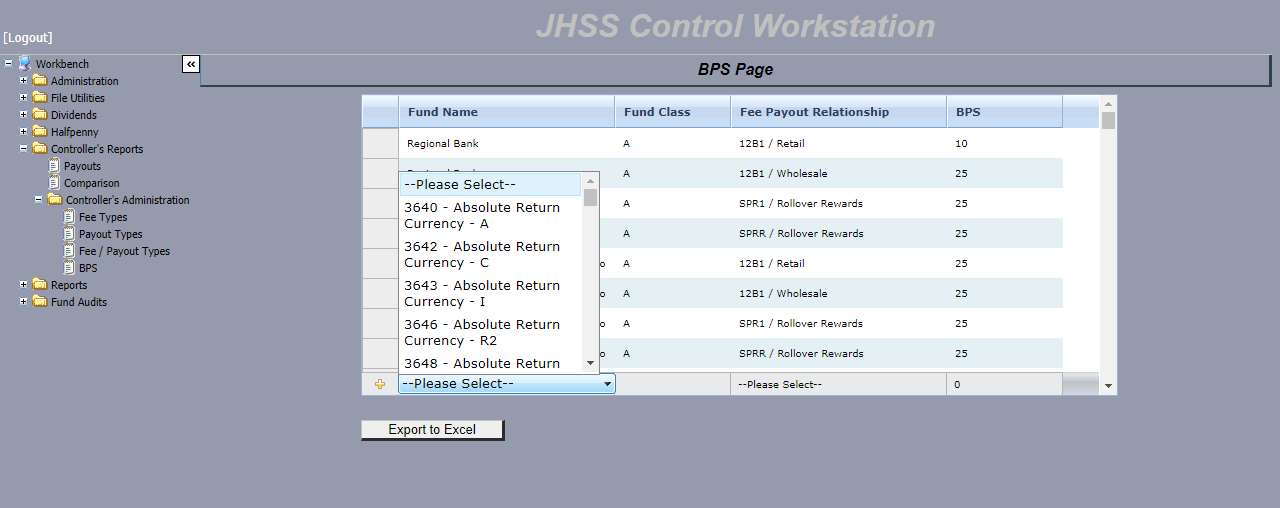 JHSS Control Workstation
[Logout]
Workbench
Administration
File Utilities
Dividends
Halfpenny
Controller's Reports
Payouts
Comparison
Controller's Administration
Fee Types
Payout Types
Fee / Payout Types
BPS
Reports
Fund Audits
«
BPS Page
Fund Name Fund Class Fee Payout Relationship BPS
Regional Bank A 12B1 / Retail 10
A 12B1 / Wholesale 25
A SPR1 / Rollover Rewards 25
A SPRR / Rollover Rewards 25
o A 12B1 / Retail 25
o A 12B1 / Wholesale 25
o A SPR1 / Rollover Rewards 25
o A SPRR / Rollover Rewards 25
--Please Select--
3640 - Absolute Return
Currency - A
3642 - Absolute Return
Currency - C
3643 - Absolute Return
Currency - I
3646 - Absolute Return
Currency - R2
3648 - Absolute Return
--Please Select-- --Please Select-- 0
Export to Excel